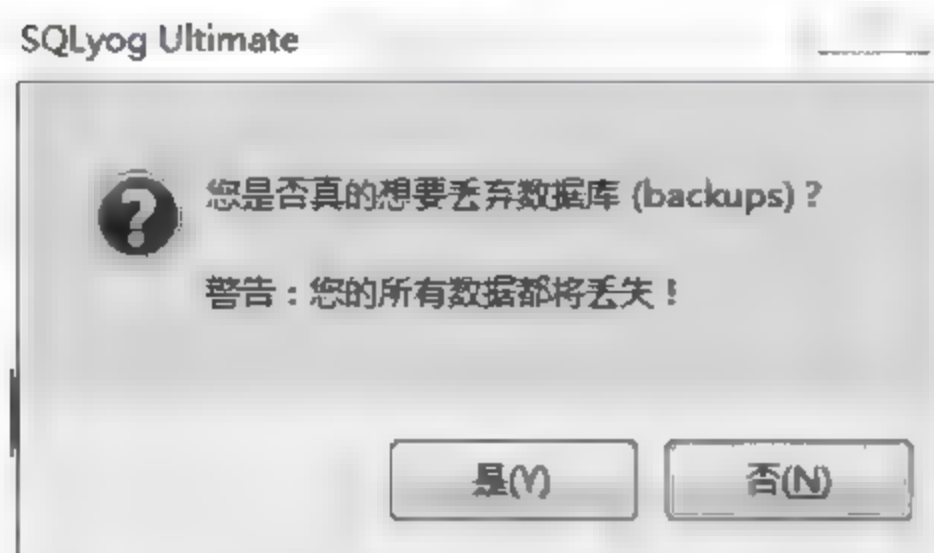 SQLyog Ultimate
您是否真的想要丢弃数据库 (backups)？
警告：您的所有数据都将丢失！
是(Y)
否(N)